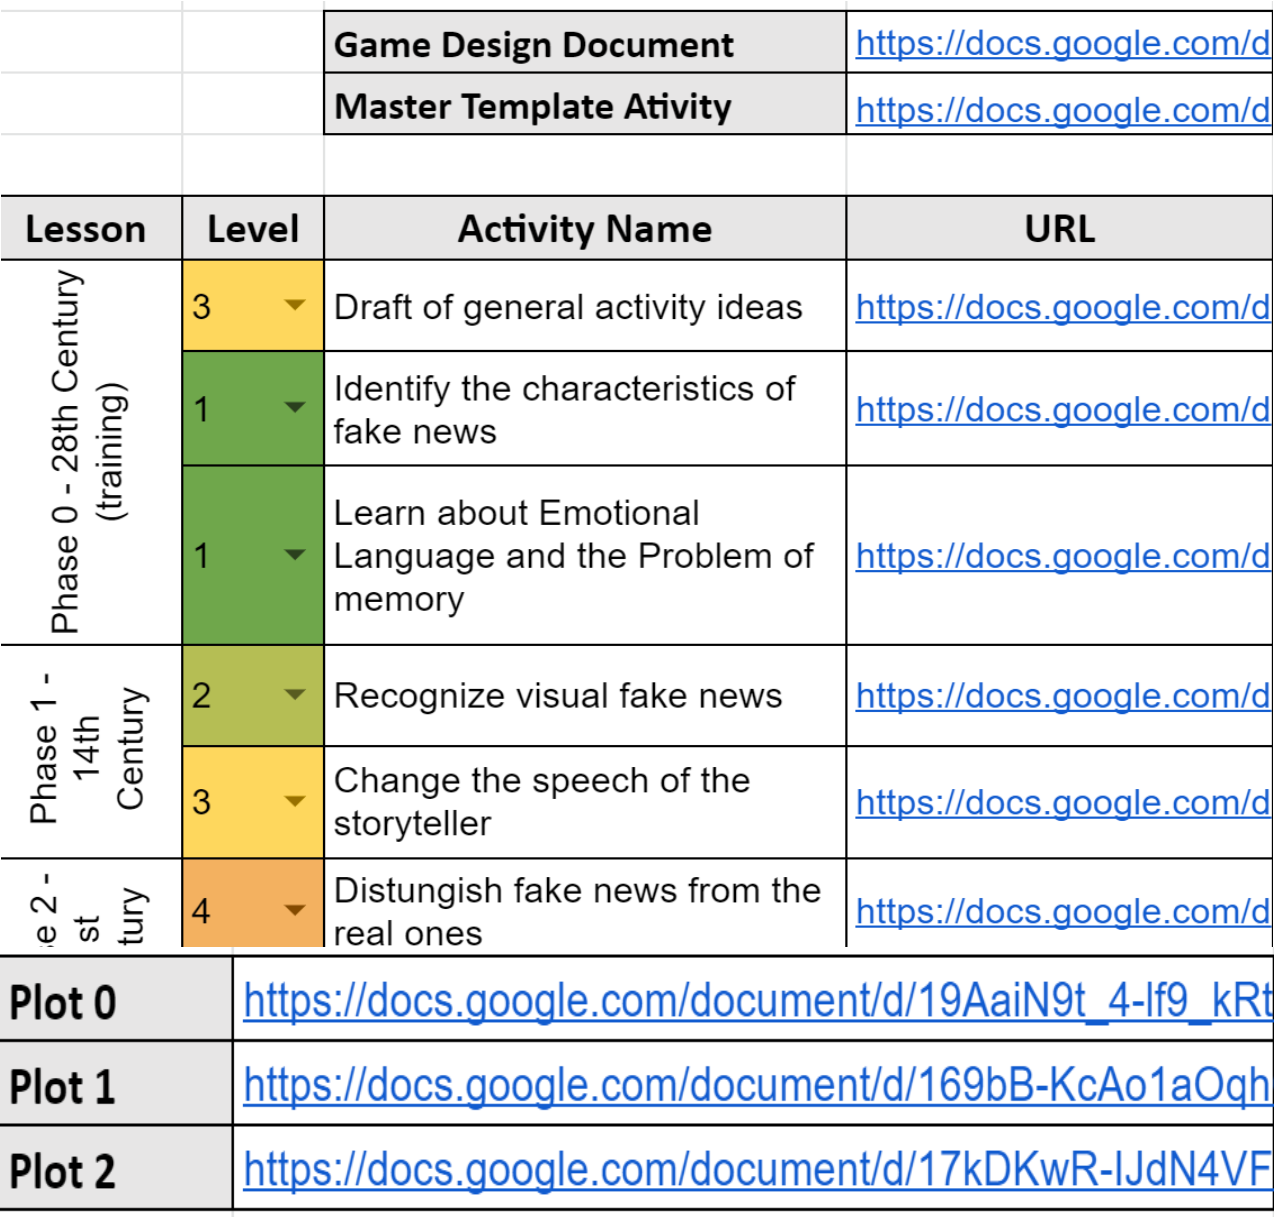 Game Design Document https://docs.google.com/d
Master Template Ativity https://docs.google.com/d
Lesson Level Activity Name URL
Phase 0 - 28th Century
(training)
3 Draft of general activity ideas https://docs.google.com/d
1 Identify the characteristics of
fake news https://docs.google.com/d
1 Learn about Emotional
Language and the Problem of
memory https://docs.google.com/d
Phase 1 -
14th
Century
2 Recognize visual fake news https://docs.google.com/d
3 Change the speech of the
storyteller https://docs.google.com/d
se 2 -
st
tury
4 Distungish fake news from the
real ones https://docs.google.com/d
Plot 0 https://docs.google.com/document/d/19AaiN9t_4-lf9_kRt
Plot 1 https://docs.google.com/document/d/169bB-KcAo1aOqh
Plot 2 https://docs.google.com/document/d/17kDKwR-IJdN4VF